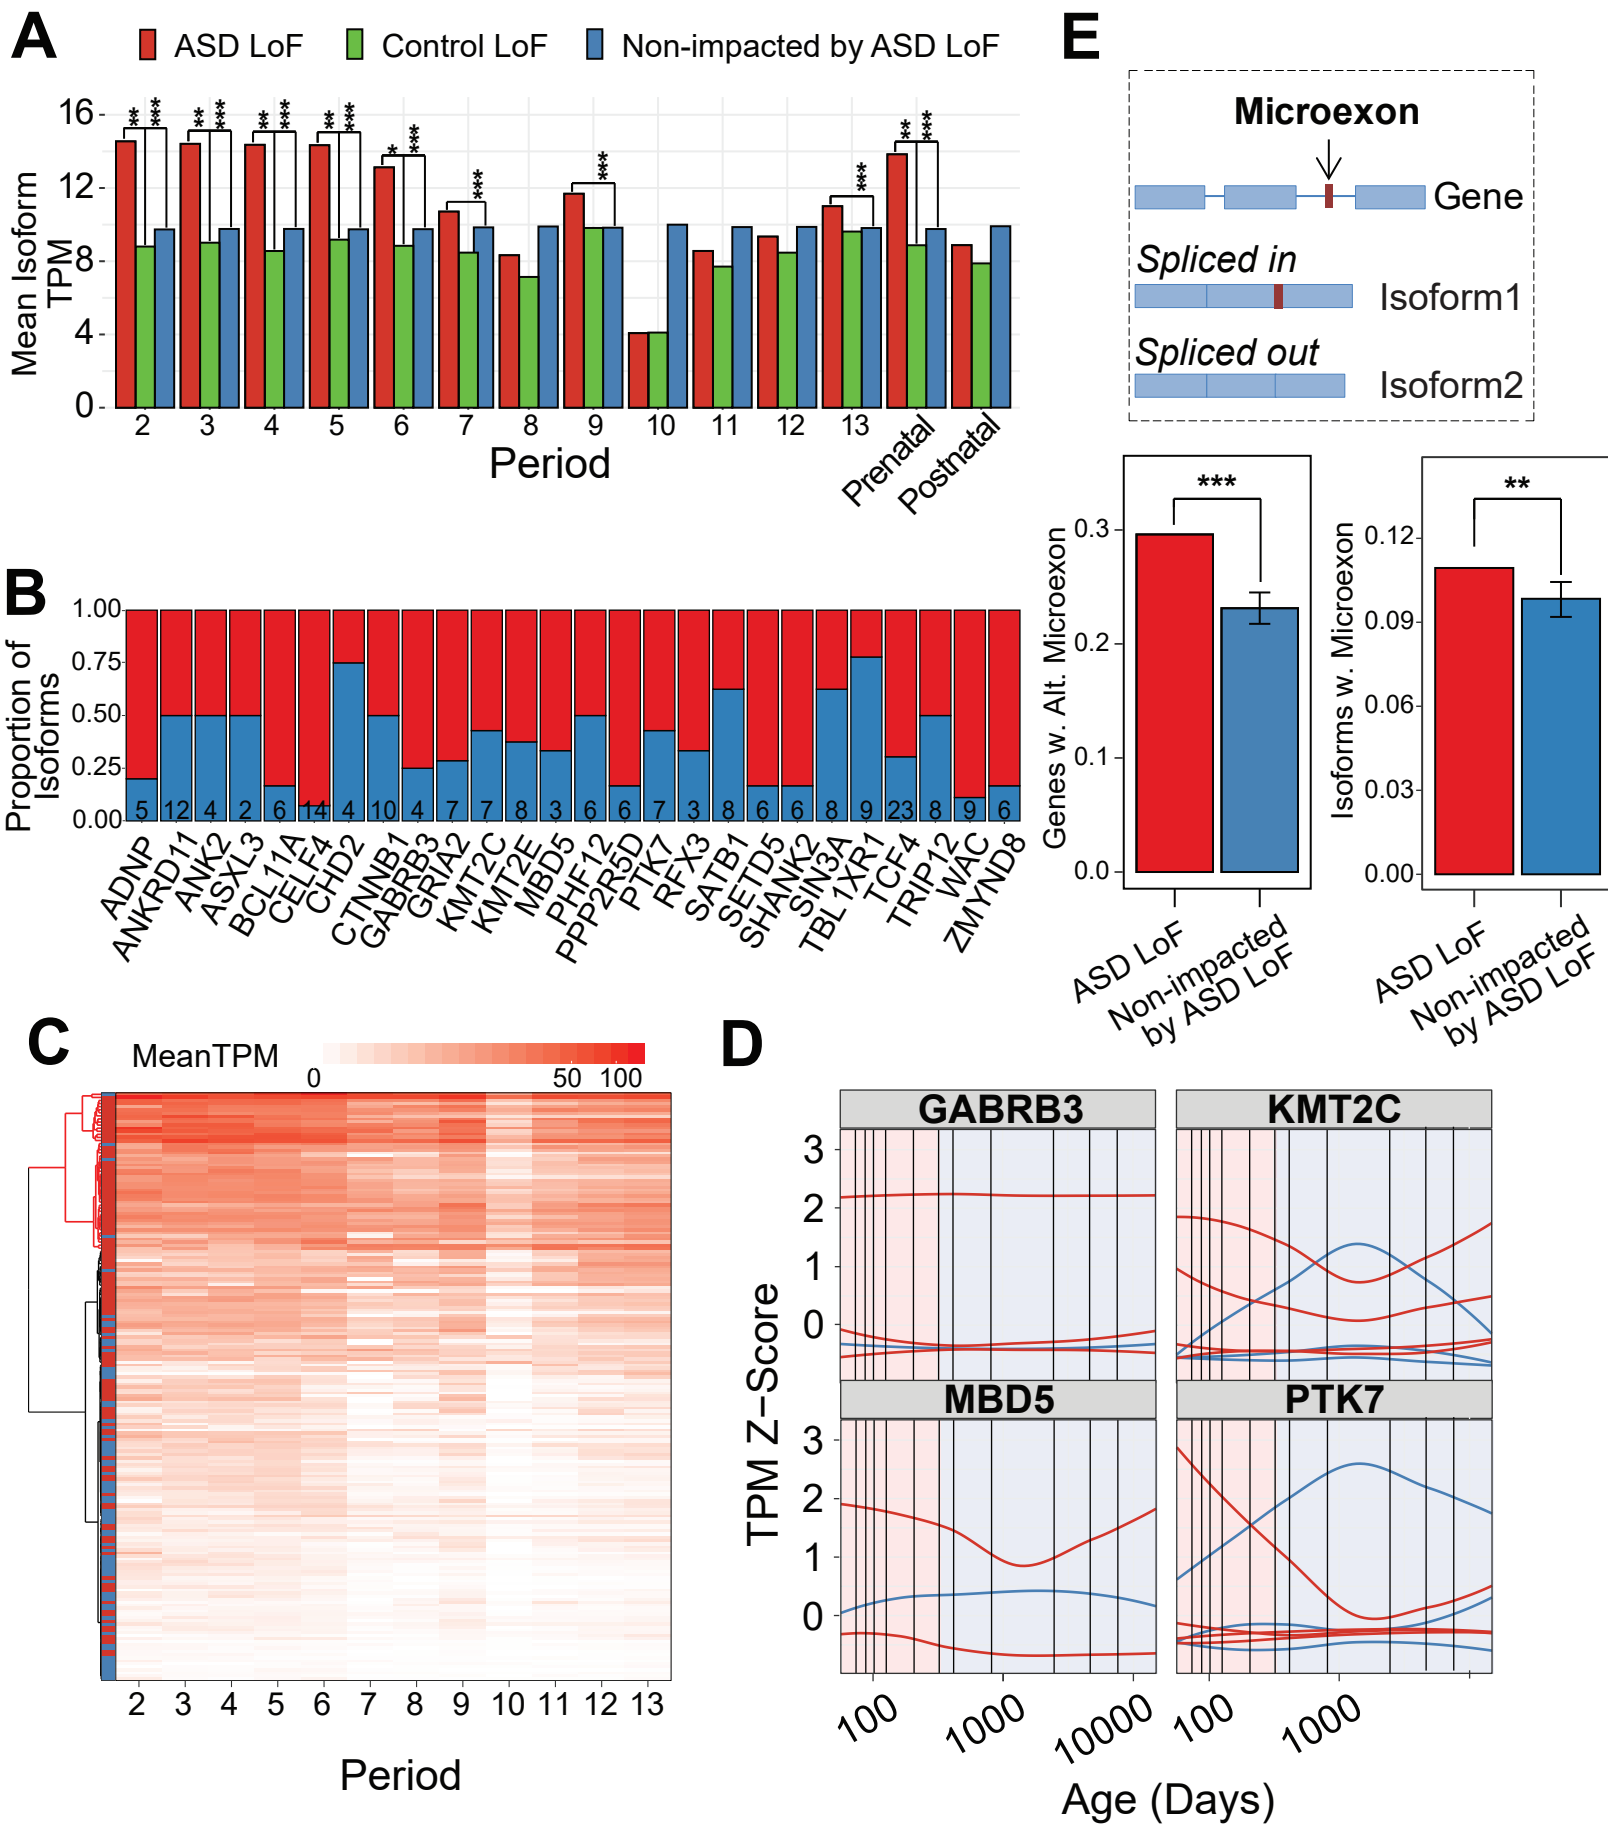 A
ASD LoF
Control LoF
Non-impacted by ASD LoF
Mean Isoform
TPM
16
12
8
4
0
** *** ** *** ** *** ** *** * *** *** *** *** ** ***
2 3 4 5 6 7 8 9 10 11 12 13 Prenatal Postnatal
Period
B
Proportion of
Isoforms
1.00
0.75
0.50
0.25
0.00
5 12 4 2 6 14 4 10 4 7 7 8 3 6 6 7 3 8 6 6 8 9 23 8 9 6
ADNP
ANKRD11
ANK2
ASXL3
BCL11A
CELF4
CHD2
CTNNB1
GABRB3
GRIA2
KMT2C
KMT2E
MBD5
PHF12
PPP2R5D
PTK7
RFX3
SATB1
SETD5
SHANK2
SIN3A
TBL1XR1
TCF4
TRIP12
WAC
ZMYND8
C
MeanTPM
0 50 100
2 3 4 5 6 7 8 9 10 11 12 13
Period
D
GABRB3
KMT2C
MBD5
PTK7
TPM Z−Score
3
2
1
0
3
2
1
0
100 1000 10000 100 1000
Age (Days)
E
Microexon
Gene
Spliced in
Isoform1
Spliced out
Isoform2
Genes w. Alt. Microexon
0.3
0.2
0.1
0.0
***
ASD LoF
Non-impacted
by ASD LoF
Isoforms w. Microexon
0.12
0.09
0.06
0.03
0.00
**
ASD LoF
Non-impacted
by ASD LoF